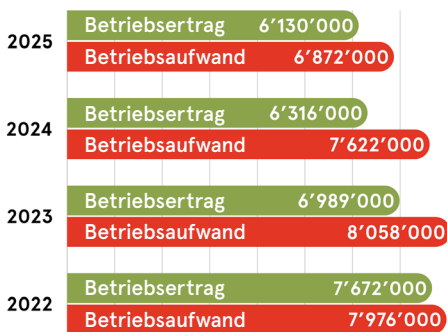 2025
Betriebsertrag 6’130’000
Betriebsaufwand 6’872’000
2024
Betriebsertrag 6’316’000
Betriebsaufwand 7’622’000
2023
Betriebsertrag 6’989’000
Betriebsaufwand 8’058’000
2022
Betriebsertrag 7’672’000
Betriebsaufwand 7’976’000